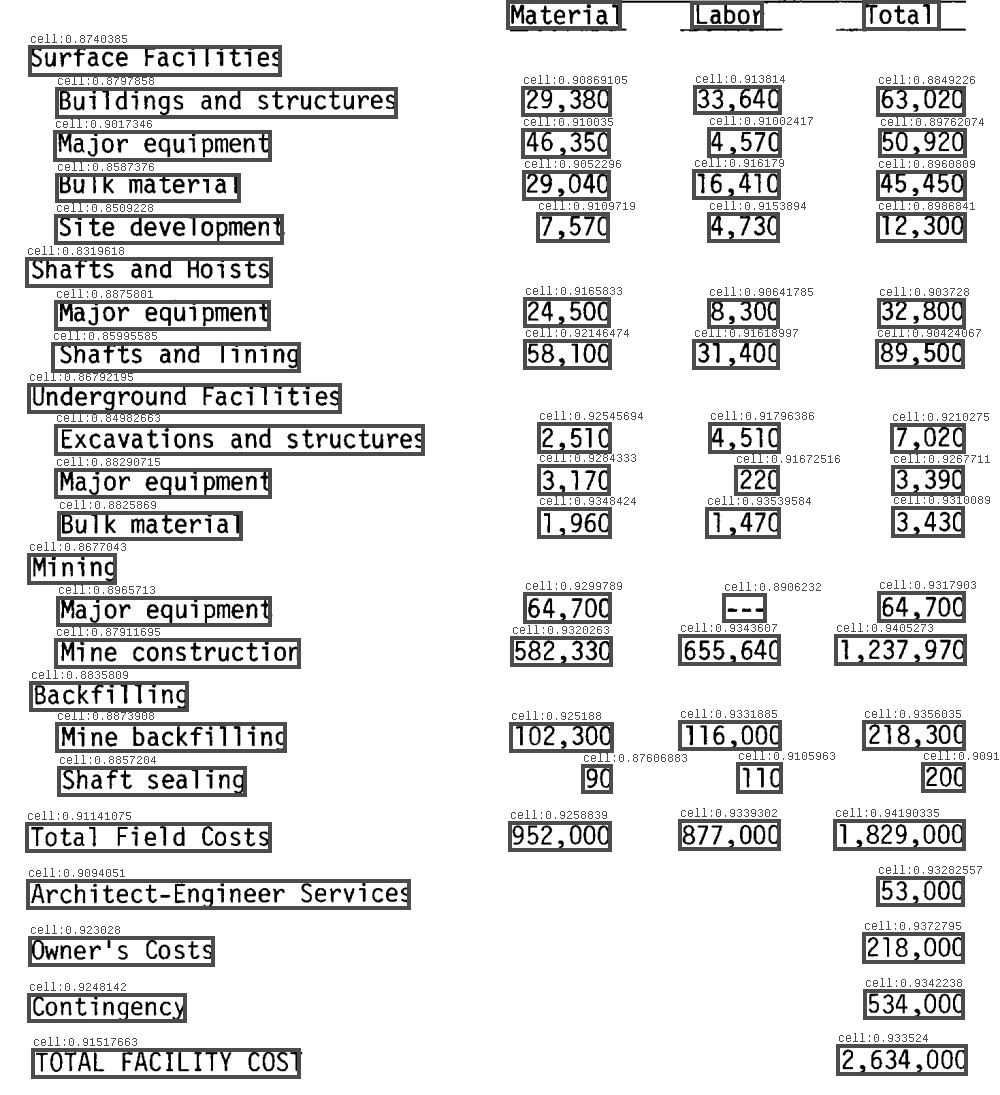 Material Labor Total
cell:0.8740385
Surface Facilities
cell:0.8797858 cell:0.90869105 cell:0.913814 cell:0.8849226
Buildings and structures 29,380 33,640 63,020
cell:0.9017346 cell:0.910035 cell:0.91002417 cell:0.89762074
Major equipment 46,350 4,570 50,920
cell:0.8587376 cell:0.9052296 cell:0.916179 cell:0.8960809
Bulk material 29,040 16,410 45,450
cell:0.8509228 cell:0.9109719 cell:0.9153894 cell:0.8986841
Site development 7,570 4,730 12,300
cell:0.8319618
Shafts and Hoists
cell:0.8875801 cell:0.9165833 cell:0.90641785 cell:0.903728
Major equipment 24,500 8,300 32,800
cell:0.85995585 cell:0.92146474 cell:0.91618997 cell:0.90424067
Shafts and lining 58,100 31,400 89,500
cell:0.86792195
Underground Facilities
cell:0.84982663 cell:0.92545694 cell:0.91796386 cell:0.9210275
Excavations and structures 2,510 4,510 7,020
cell:0.88290715 cell:0.9284333 cell:0.91672516 cell:0.9267711
Major equipment 3,170 220 3,390
cell:0.8825869 cell:0.9348424 cell:0.93539584 cell:0.9310089
Bulk material 1,960 1,470 3,430
cell:0.8677043
Mining
cell:0.8965713 cell:0.9299789 cell:0.8906232 cell:0.9317903
Major equipment 64,700 --- 64,700
cell:0.87911695 cell:0.9320263 cell:0.9343607 cell:0.9405273
Mine construction 582,330 655,640 1,237,970
cell:0.8835809
Backfilling
cell:0.8873908 cell:0.925188 cell:0.9331885 cell:0.9356035
Mine backfilling 102,300 116,000 218,300
cell:0.8857204 cell:0.87606883 cell:0.9105963 cell:0.9091
Shaft sealing 90 110 200
cell:0.91141075 cell:0.9258839 cell:0.9339302 cell:0.94190335
Total Field Costs 952,000 877,000 1,829,000
cell:0.9094051 cell:0.93282557
Architect-Engineer Services 53,000
cell:0.923028 cell:0.9372795
Owner's Costs 218,000
cell:0.9248142 cell:0.9342238
Contingency 534,000
cell:0.91517663 cell:0.933524
TOTAL FACILITY COST 2,634,000